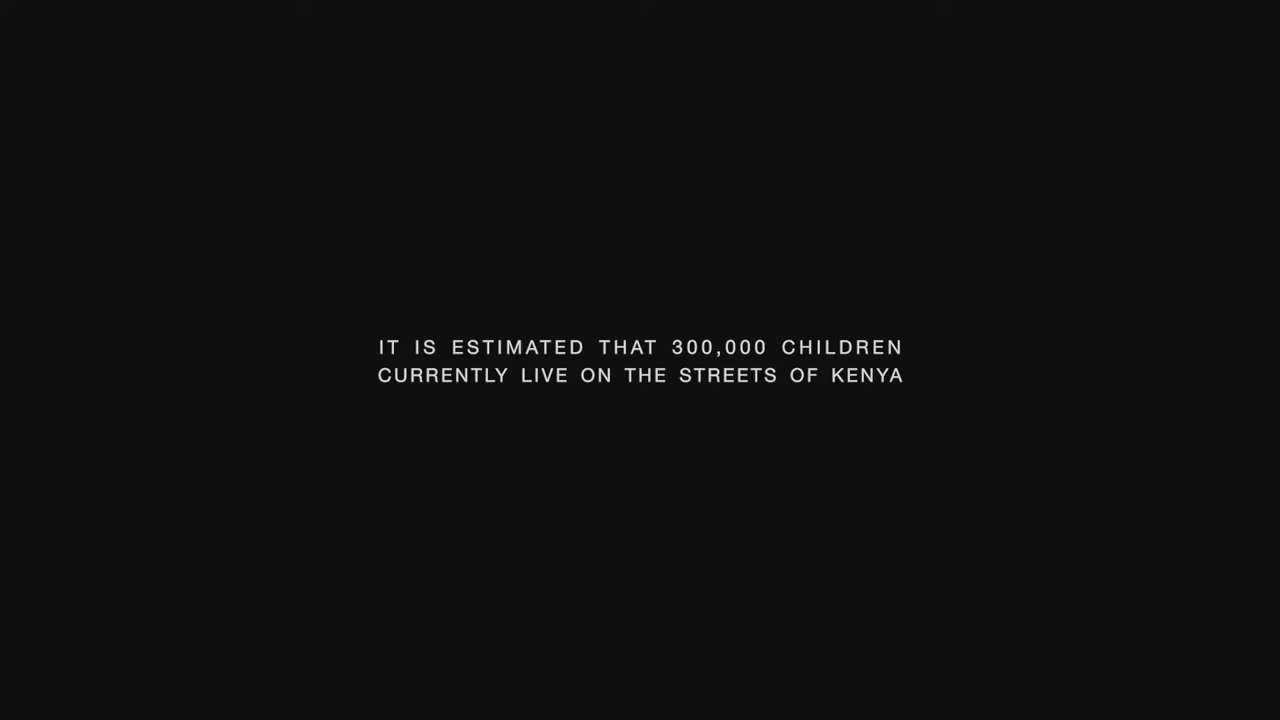 IT IS ESTIMATED THAT 300,000 CHILDREN
CURRENTLY LIVE ON THE STREETS OF KENYA